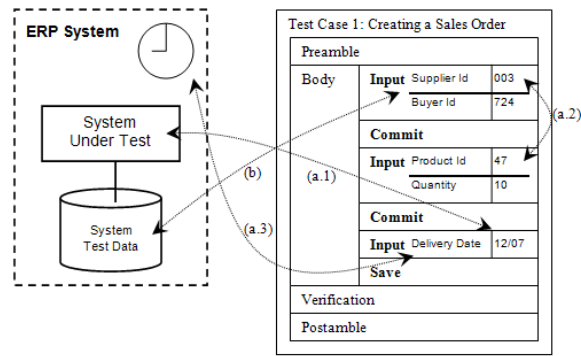 ERP System
System
Under Test
System
Test Data
(b)
(a.1)
(a.3)
(a.2)
Test Case 1: Creating a Sales Order
Preamble
Body
Input Supplier Id 003
Buyer Id 724
Commit
Input Product Id 47
Quantity 10
Commit
Input Delivery Date 12/07
Save
Verification
Postamble